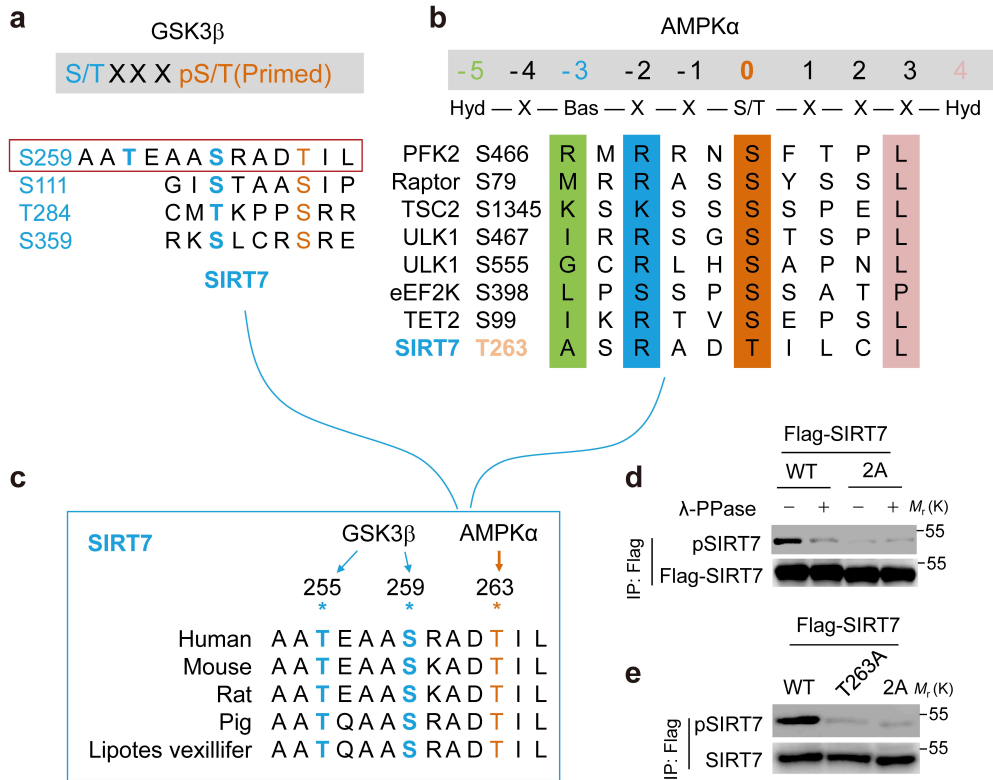 a
GSK3β
S/T X X X pS/T(Primed)
S259 A A T E A A S R A D T I L
S111 G I S T A A S I P
T284 C M T K P P S R R
S359 R K S L C R S R E
SIRT7
b
AMPKα
-5 -4 -3 -2 -1 0 1 2 3 4
Hyd — X — Bas — X — X — S/T — X — X — X — Hyd
PFK2 S466 R M R R N S F T P L
Raptor S79 M R R A S S Y S S L
TSC2 S1345 K S K S S S S P E L
ULK1 S467 I R R S G S T S P L
ULK1 S555 G C R L H S A P N L
eEF2K S398 L P S S P S S A T P
TET2 S99 I K R T V S E P S L
SIRT7 T263 A S R A D T I L C L
c
SIRT7
GSK3β AMPKα
255 259 263
* * *
Human A A T E A A S R A D T I L
Mouse A A T E A A S K A D T I L
Rat A A T E A A S K A D T I L
Pig A A T Q A A S R A D T I L
Lipotes vexillifer A A T Q A A S R A D T I L
d
Flag-SIRT7
WT 2A
λ-PPase − + − + Mr (K)
pSIRT7 -55
Flag-SIRT7 -55
IP: Flag
e
Flag-SIRT7
WT T263A 2A Mr (K)
pSIRT7 -55
SIRT7 -55
IP: Flag